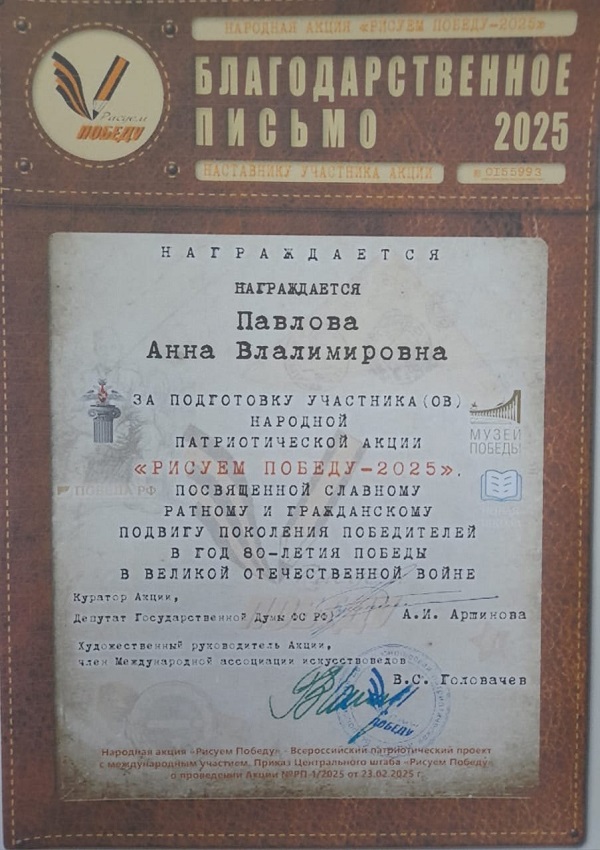 НАРОДНАЯ АКЦИЯ «РИСУЕМ ПОБЕДУ-2025»
Рисуем
ПОБЕДУ
БЛАГОДАРСТВЕННОЕ
ПИСЬМО 2025
НАСТАВНИКУ УЧАСТНИКА АКЦИИ
№0155993
НАГРАЖДАЕТСЯ
НАГРАЖДАЕТСЯ
Павлова
Анна Влалимировна
ЗА ПОДГОТОВКУ УЧАСТНИКА(ОВ)
НАРОДНОЙ
ПАТРИОТИЧЕСКОЙ АКЦИИ
«РИСУЕМ ПОБЕДУ-2025».
МУЗЕЙ
ПОБЕДЫ
ПОБЕДА РФ
ПОСВЯЩЕННОЙ СЛАВНОМУ
РАТНОМУ И ГРАЖДАНСКОМУ
ПОДВИГУ ПОКОЛЕНИЯ ПОБЕДИТЕЛЕЙ
В ГОД 80-ЛЕТИЯ ПОБЕДЫ
В ВЕЛИКОЙ ОТЕЧЕСТВЕННОЙ ВОЙНЕ
Куратор Акции,
Депутат Государственной Думы ФС РФ
А.И. Аршинова
Художественный руководитель Акции,
член Международной ассоциации искусствоведов
В.С. Головачев
ПОБЕДУ
Народная акция «Рисуем Победу» - Всероссийский патриотический проект
с международным участием. Приказ Центрального штаба «Рисуем Победу»
о проведении Акции №РП-1/2025 от 23.02.2025 г.